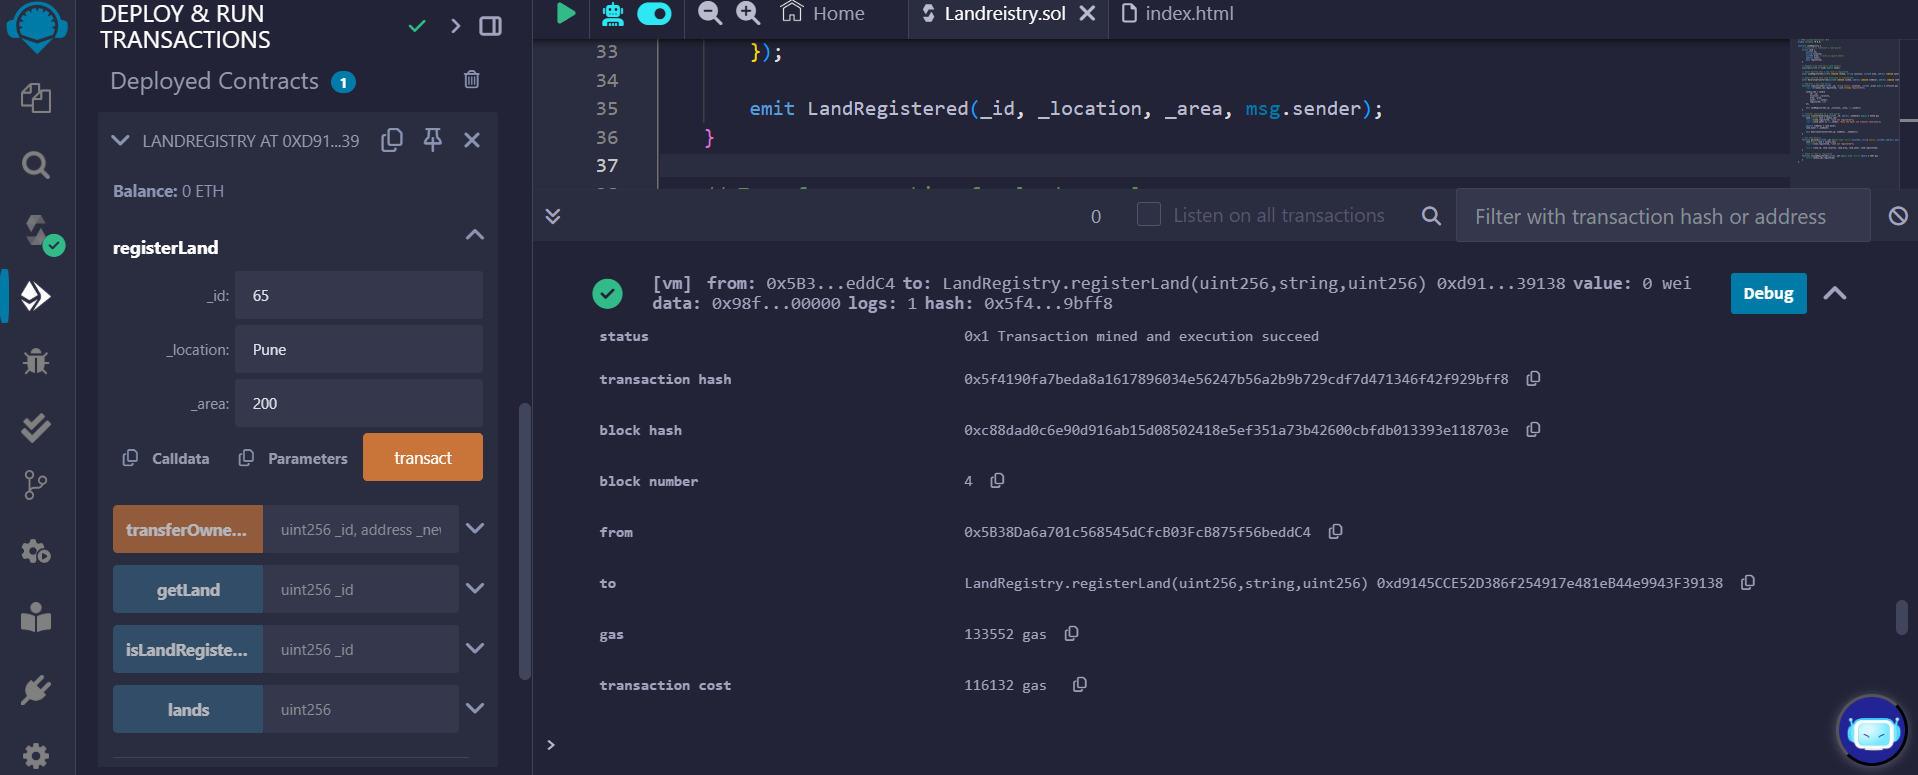 DEPLOY & RUN
TRANSACTIONS
Deployed Contracts 1
LANDREGISTRY AT 0XD91...39
Balance: 0 ETH
registerLand
_id: 65
_location: Pune
_area: 200
Calldata Parameters transact
transferOwne... uint256 _id, address _nev
getLand uint256 _id
isLandRegiste... uint256 _id
lands uint256
Home Landreistry.sol index.html
33 });
34
35 emit LandRegistered(_id, _location, _area, msg.sender);
36 }
37
0 Listen on all transactions Filter with transaction hash or address
[vm] from: 0x5B3...eddC4 to: LandRegistry.registerLand(uint256,string,uint256) 0xd91...39138 value: 0 wei
data: 0x98f...00000 logs: 1 hash: 0x5f4...9bff8
Debug
status 0x1 Transaction mined and execution succeed
transaction hash 0x5f4190fa7beda8a1617896034e56247b56a2b9b729cdf7d471346f42f929bff8
block hash 0xc88dad0c6e90d916ab15d08502418e5ef351a73b42600cbfdb013393e118703e
block number 4
from 0x5B38Da6a701c568545dCfcB03FcB875f56beddC4
to LandRegistry.registerLand(uint256,string,uint256) 0xd9145CCE52D386f254917e481eB44e9943F39138
gas 133552 gas
transaction cost 116132 gas
>